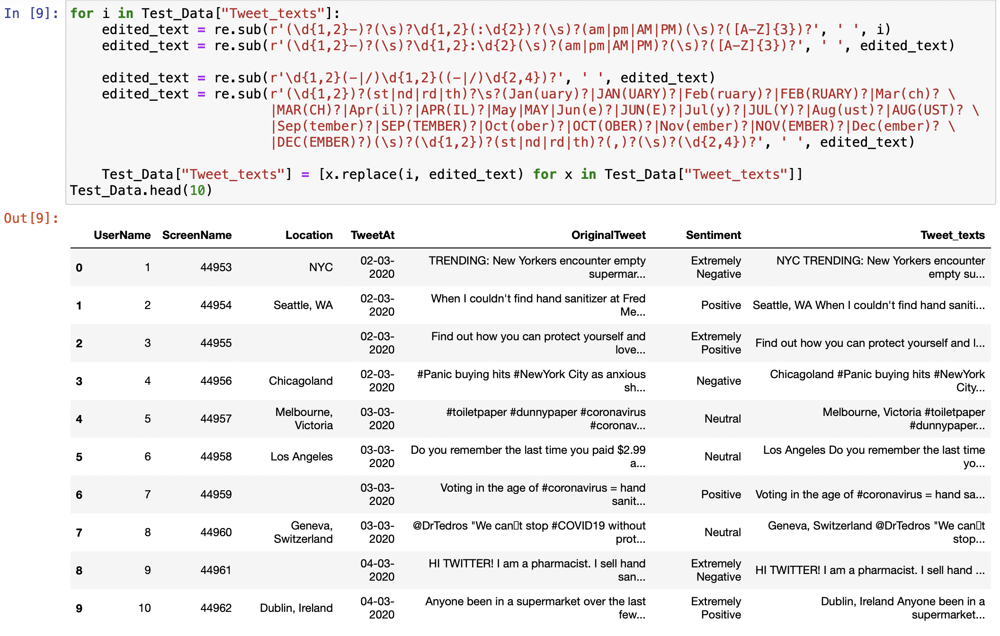 In [9]: for i in Test_Data["Tweet_texts"]:
    edited_text = re.sub(r'(\d{1,2}-)?(\s)?\d{1,2}(:\d{2})?(\s)?(am|pm|AM|PM)(\s)?([A-Z]{3})?', ' ', i)
    edited_text = re.sub(r'(\d{1,2}-)?(\s)?\d{1,2}:\d{2}(\s)?(am|pm|AM|PM)?(\s)?([A-Z]{3})?', ' ', edited_text)
    edited_text = re.sub(r'\d{1,2}(-|/)\d{1,2}((-|/)\d{2,4})?', ' ', edited_text)
    edited_text = re.sub(r'(\d{1,2})?(st|nd|rd|th)?\s?(Jan(uary)?|JAN(UARY)?|Feb(ruary)?|FEB(RUARY)?|Mar(ch)? \
                         |MAR(CH)?|Apr(il)?|APR(IL)?|May|MAY|Jun(e)?|JUN(E)?|Jul(y)?|JUL(Y)?|Aug(ust)?|AUG(UST)? \
                         |Sep(tember)?|SEP(TEMBER)?|Oct(ober)?|OCT(OBER)?|Nov(ember)?|NOV(EMBER)?|Dec(ember)? \
                         |DEC(EMBER)?)(\s)?(\d{1,2})?(st|nd|rd|th)?(,)?(\s)?(\d{2,4})?', ' ', edited_text)
    Test_Data["Tweet_texts"] = [x.replace(i, edited_text) for x in Test_Data["Tweet_texts"]]
Test_Data.head(10)
Out[9]:
UserName ScreenName Location TweetAt OriginalTweet Sentiment Tweet_texts
02-03- TRENDING: New Yorkers encounter empty Extremely NYC TRENDING: New Yorkers encounter
0 1 44953 NYC
2020 supermar... Negative empty su...
02-03- When I couldn't find hand sanitizer at Fred
1 2 44954 Seattle, WA Positive Seattle, WA When I couldn't find hand saniti...
2020 Me...
02-03- Find out how you can protect yourself and Extremely
2 3 44955 Find out how you can protect yourself and l...
2020 love... Positive
02-03- #Panic buying hits #NewYork City as anxious Chicagoland #Panic buying hits #NewYork
3 4 44956 Chicagoland Negative
2020 sh... City...
Melbourne, 03-03- #toiletpaper #dunnypaper #coronavirus Melbourne, Victoria #toiletpaper
4 5 44957 Neutral
Victoria 2020 #coronav... #dunnypaper...
03-03- Do you remember the last time you paid $2.99 Los Angeles Do you remember the last time
5 6 44958 Los Angeles Neutral
2020 a... yo...
03-03- Voting in the age of #coronavirus = hand
6 7 44959 Positive Voting in the age of #coronavirus = hand sa...
2020 sanit...
Geneva, 03-03- @DrTedros "We can▯t stop #COVID19 without Geneva, Switzerland @DrTedros "We can▯t
7 8 44960 Neutral
Switzerland 2020 prot... stop...
04-03- HI TWITTER! I am a pharmacist. I sell hand Extremely
8 9 44961 HI TWITTER! I am a pharmacist. I sell hand ...
2020 san... Negative
04-03- Anyone been in a supermarket over the last Extremely Dublin, Ireland Anyone been in a
9 10 44962 Dublin, Ireland
2020 few... Positive supermarket...